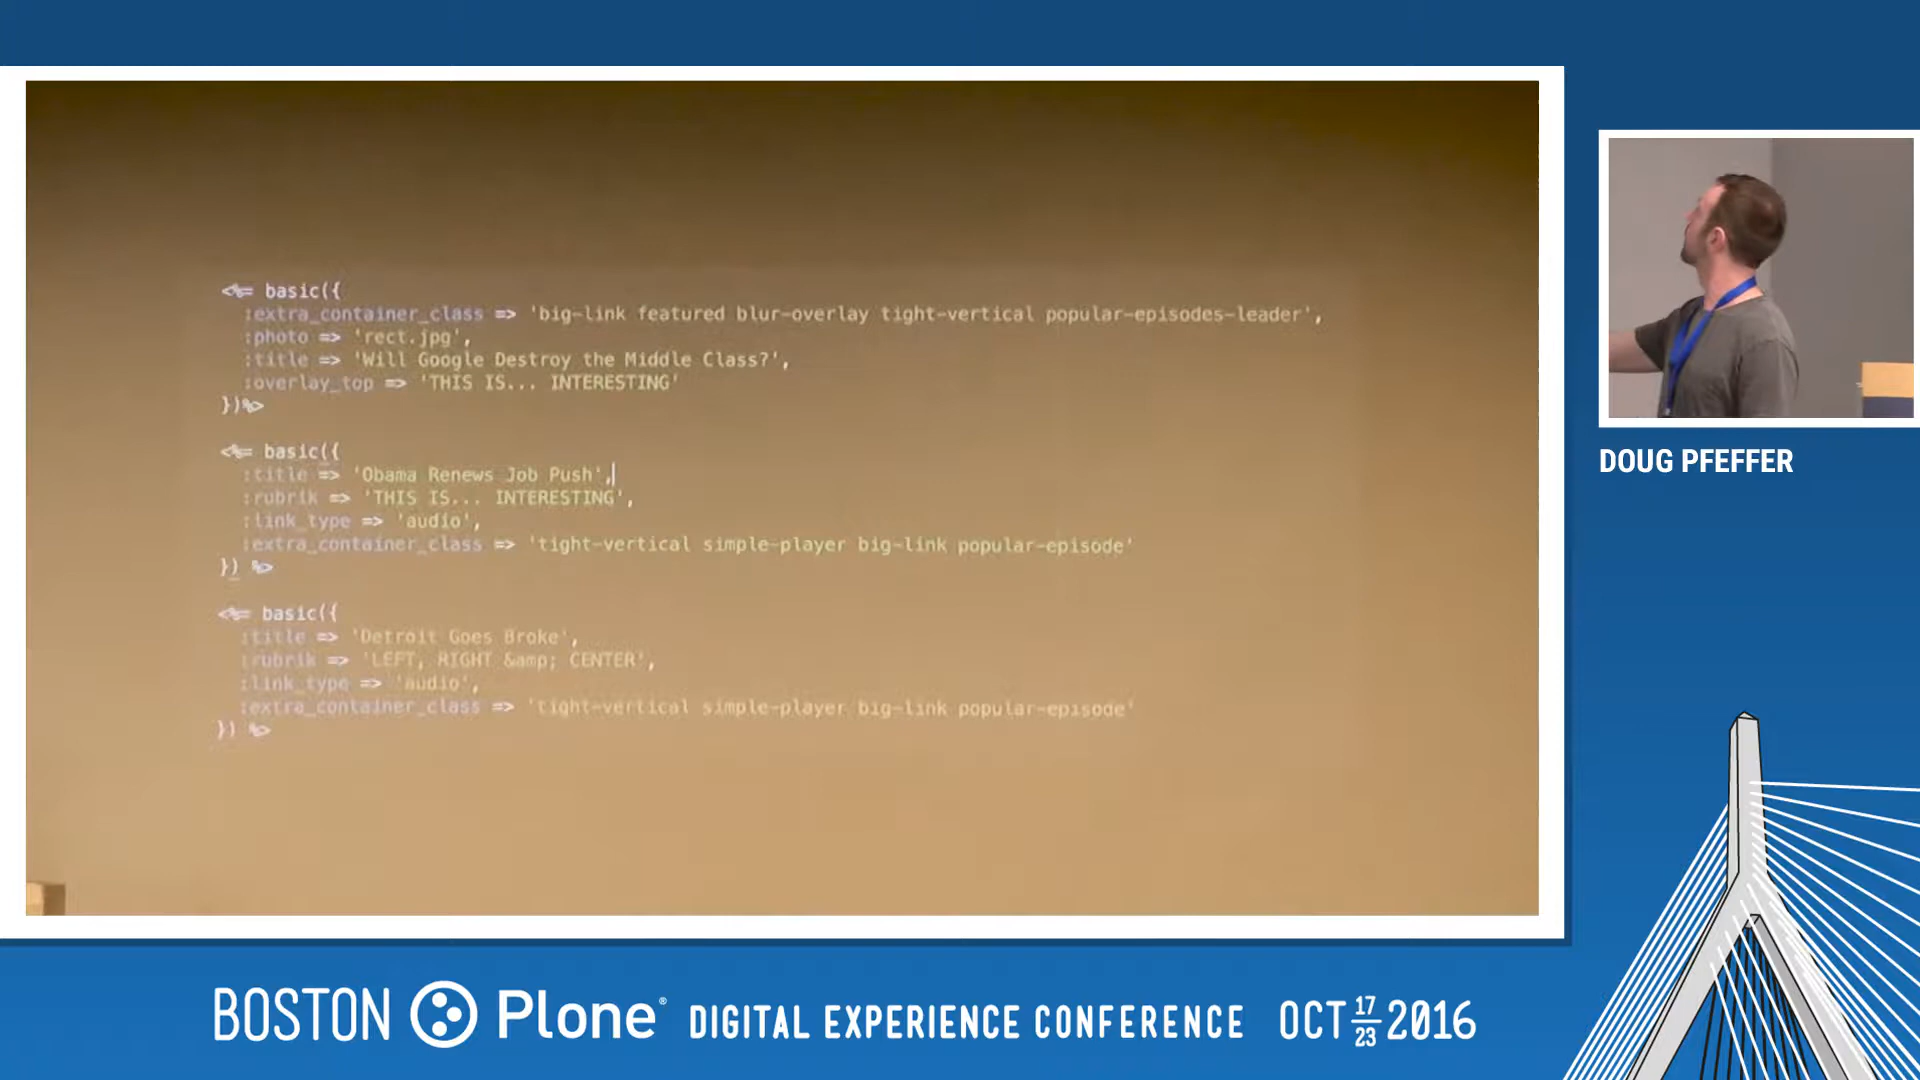 <%= basic({
:extra_container_class => 'big-link featured blur-overlay tight-vertical popular-episodes-leader',
:photo => 'rect.jpg',
:title => 'Will Google Destroy the Middle Class?',
:overlay_top => 'THIS IS... INTERESTING'
})%>
<%= basic({
:title => 'Obama Renews Job Push',
:rubrik => 'THIS IS... INTERESTING',
:link_type => 'audio',
:extra_container_class => 'tight-vertical simple-player big-link popular-episode'
}) %>
<%= basic({
:title => 'Detroit Goes Broke',
:rubrik => 'LEFT, RIGHT &amp; CENTER',
:link_type => 'audio',
:extra_container_class => 'tight-vertical simple-player big-link popular-episode'
}) %>
DOUG PFEFFER
BOSTON Plone® DIGITAL EXPERIENCE CONFERENCE OCT 17 23 2016